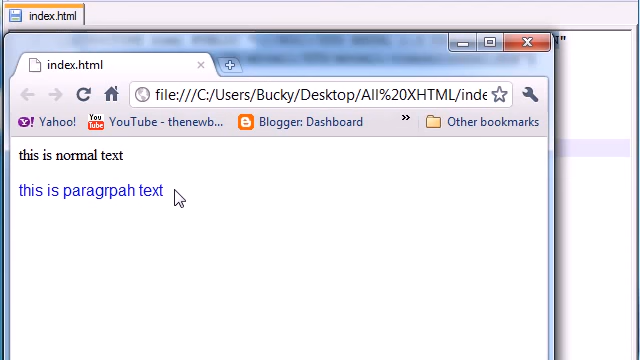 index.html
index.html
file:///C:/Users/Bucky/Desktop/All%20XHTML/inde
Yahoo! YouTube - thenewb... Blogger: Dashboard » Other bookmarks
this is normal text
this is paragrpah text